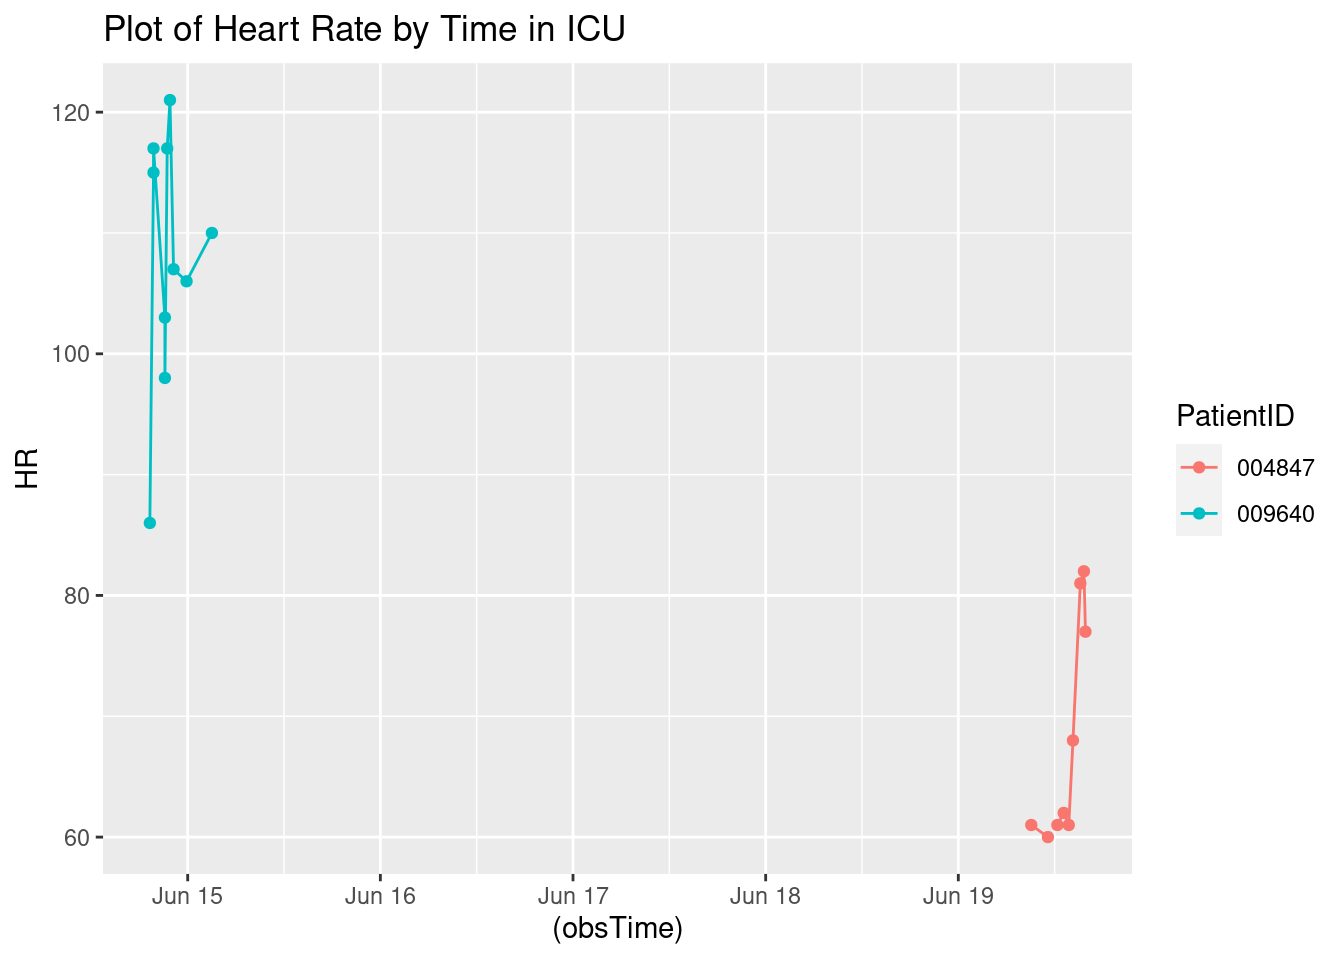 Plot of Heart Rate by Time in ICU
120
100
80
60
HR
Jun 15 Jun 16 Jun 17 Jun 18 Jun 19
(obsTime)
PatientID
004847
009640